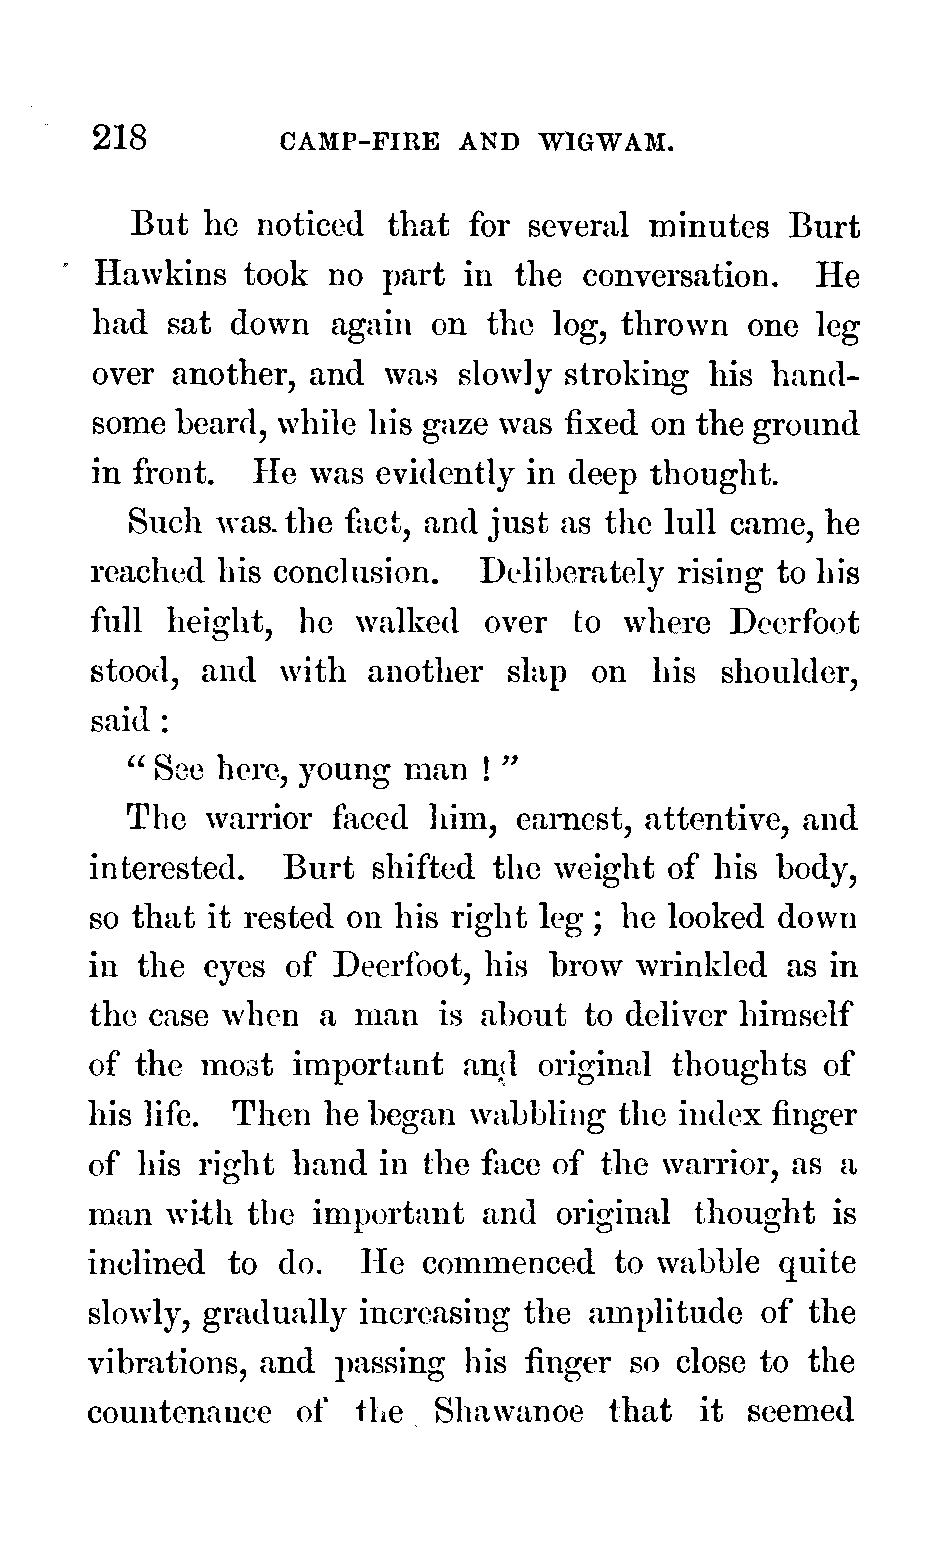 218 CAMP-FIRE AND WIGWAM.
But he noticed that for several minutes Burt
Hawkins took no part in the conversation. He
had sat down again on the log, thrown one leg
over another, and was slowly stroking his hand-
some beard, while his gaze was fixed on the ground
in front. He was evidently in deep thought.
Such was the fact, and just as the lull came, he
reached his conclusion. Deliberately rising to his
full height, he walked over to where Deerfoot
stood, and with another slap on his shoulder,
said :
“ See here, young man ! ”
The warrior faced him, earnest, attentive, and
interested. Burt shifted the weight of his body,
so that it rested on his right leg ; he looked down
in the eyes of Deerfoot, his brow wrinkled as in
the case when a man is about to deliver himself
of the most important and original thoughts of
his life. Then he began wabbling the index finger
of his right hand in the face of the warrior, as a
man with the important and original thought is
inclined to do. He commenced to wabble quite
slowly, gradually increasing the amplitude of the
vibrations, and passing his finger so close to the
countenance of the Shawanoe that it seemed